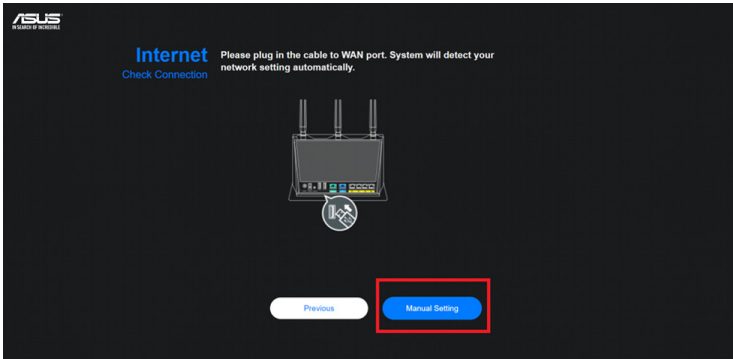 ASUS
IN SEARCH OF INCREDIBLE
Internet
Check Connection
Please plug in the cable to WAN port. System will detect your
network setting automatically.
Previous
Manual Setting